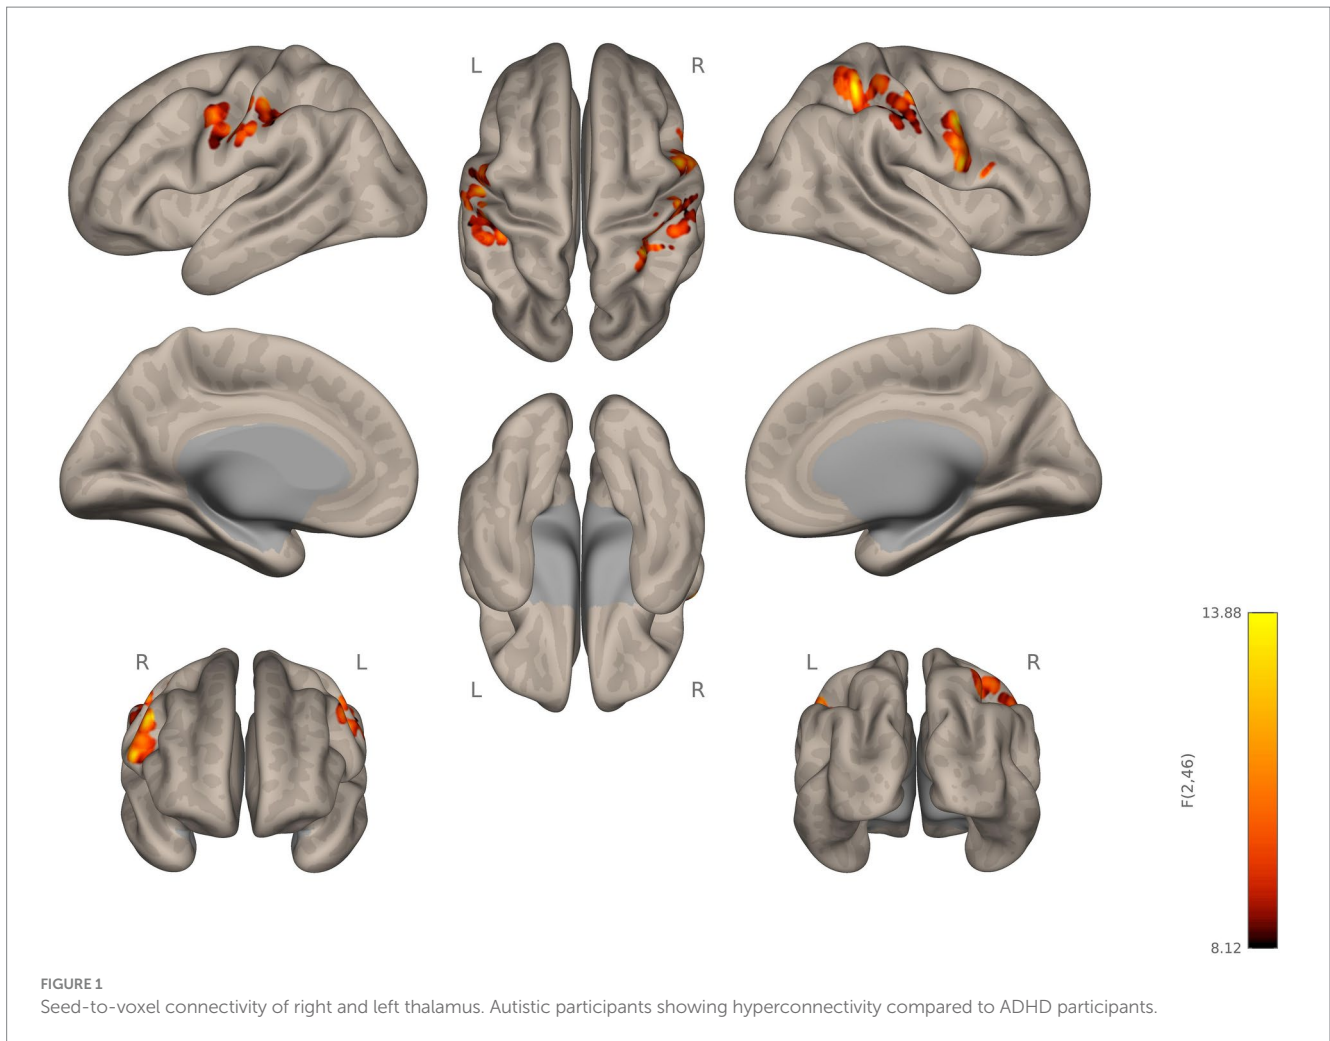 L
R
R
L
L
R
L
R
13.88
F(2,46)
8.12
FIGURE 1
Seed-to-voxel connectivity of right and left thalamus. Autistic participants showing hyperconnectivity compared to ADHD participants.